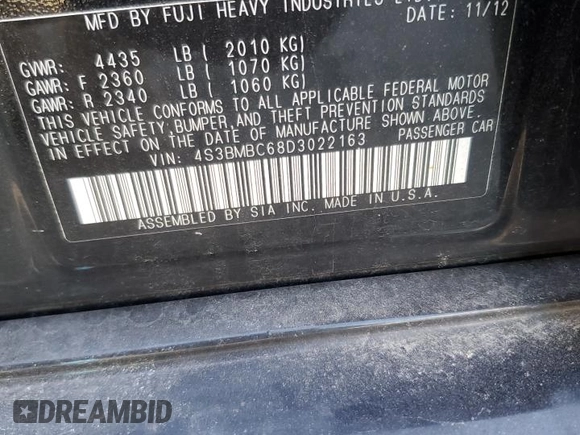 MFD BY FUJI HEAVY INDUSTRIES
DATE: 11/12
GVWR: 4435 LB ( 2010 KG)
GAWR: F 2360 LB ( 1070 KG)
GAWR: R 2340 LB ( 1060 KG)
THIS VEHICLE CONFORMS TO ALL APPLICABLE FEDERAL MOTOR
VEHICLE SAFETY, BUMPER, AND THEFT PREVENTION STANDARDS
IN EFFECT ON THE DATE OF MANUFACTURE SHOWN ABOVE.
VIN: 4S3BMBC68D3022163 PASSENGER CAR
ASSEMBLED BY SIA INC. MADE IN U.S.A.
DREAMBID